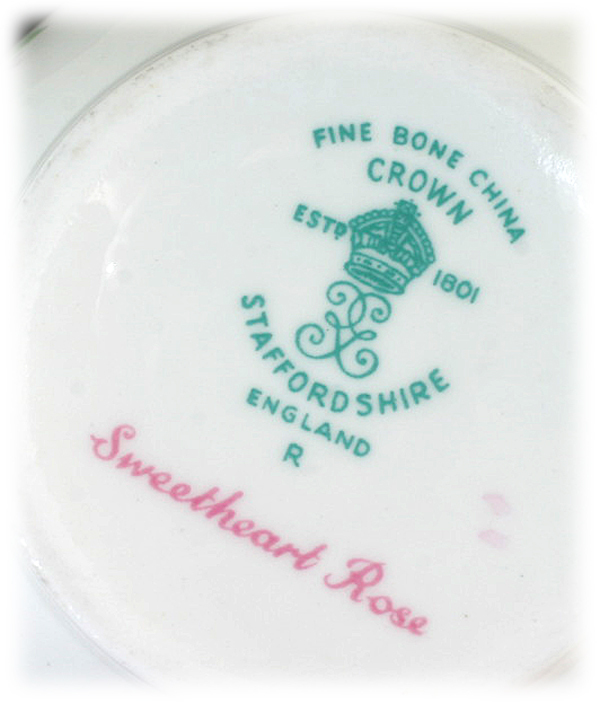 FINE BONE CHINA
CROWN
ESTD 1801
STAFFORDSHIRE
ENGLAND
R
Sweetheart Rose